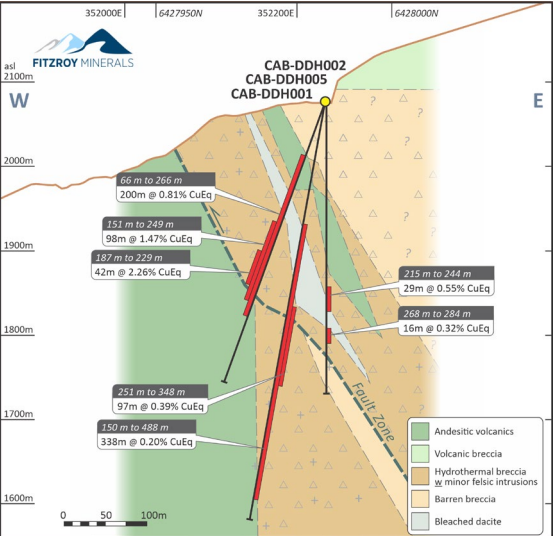 352000E
6427950N
352200E
6428000N
FITZROY MINERALS
asl
2100m
W
E
CAB-DDH002
CAB-DDH005
CAB-DDH001
?
?
?
2000m
66 m to 266 m
200m @ 0.81% CuEq
151 m to 249 m
98m @ 1.47% CuEq
?
?
1900m
187 m to 229 m
42m @ 2.26% CuEq
215 m to 244 m
29m @ 0.55% CuEq
?
268 m to 284 m
16m @ 0.32% CuEq
1800m
251 m to 348 m
97m @ 0.39% CuEq
?
1700m
150 m to 488 m
338m @ 0.20% CuEq
Fault Zone
Andesitic volcanics
Volcanic breccia
Hydrothermal breccia
w minor felsic intrusions
Barren breccia
Bleached dacite
1600m
0 50 100m